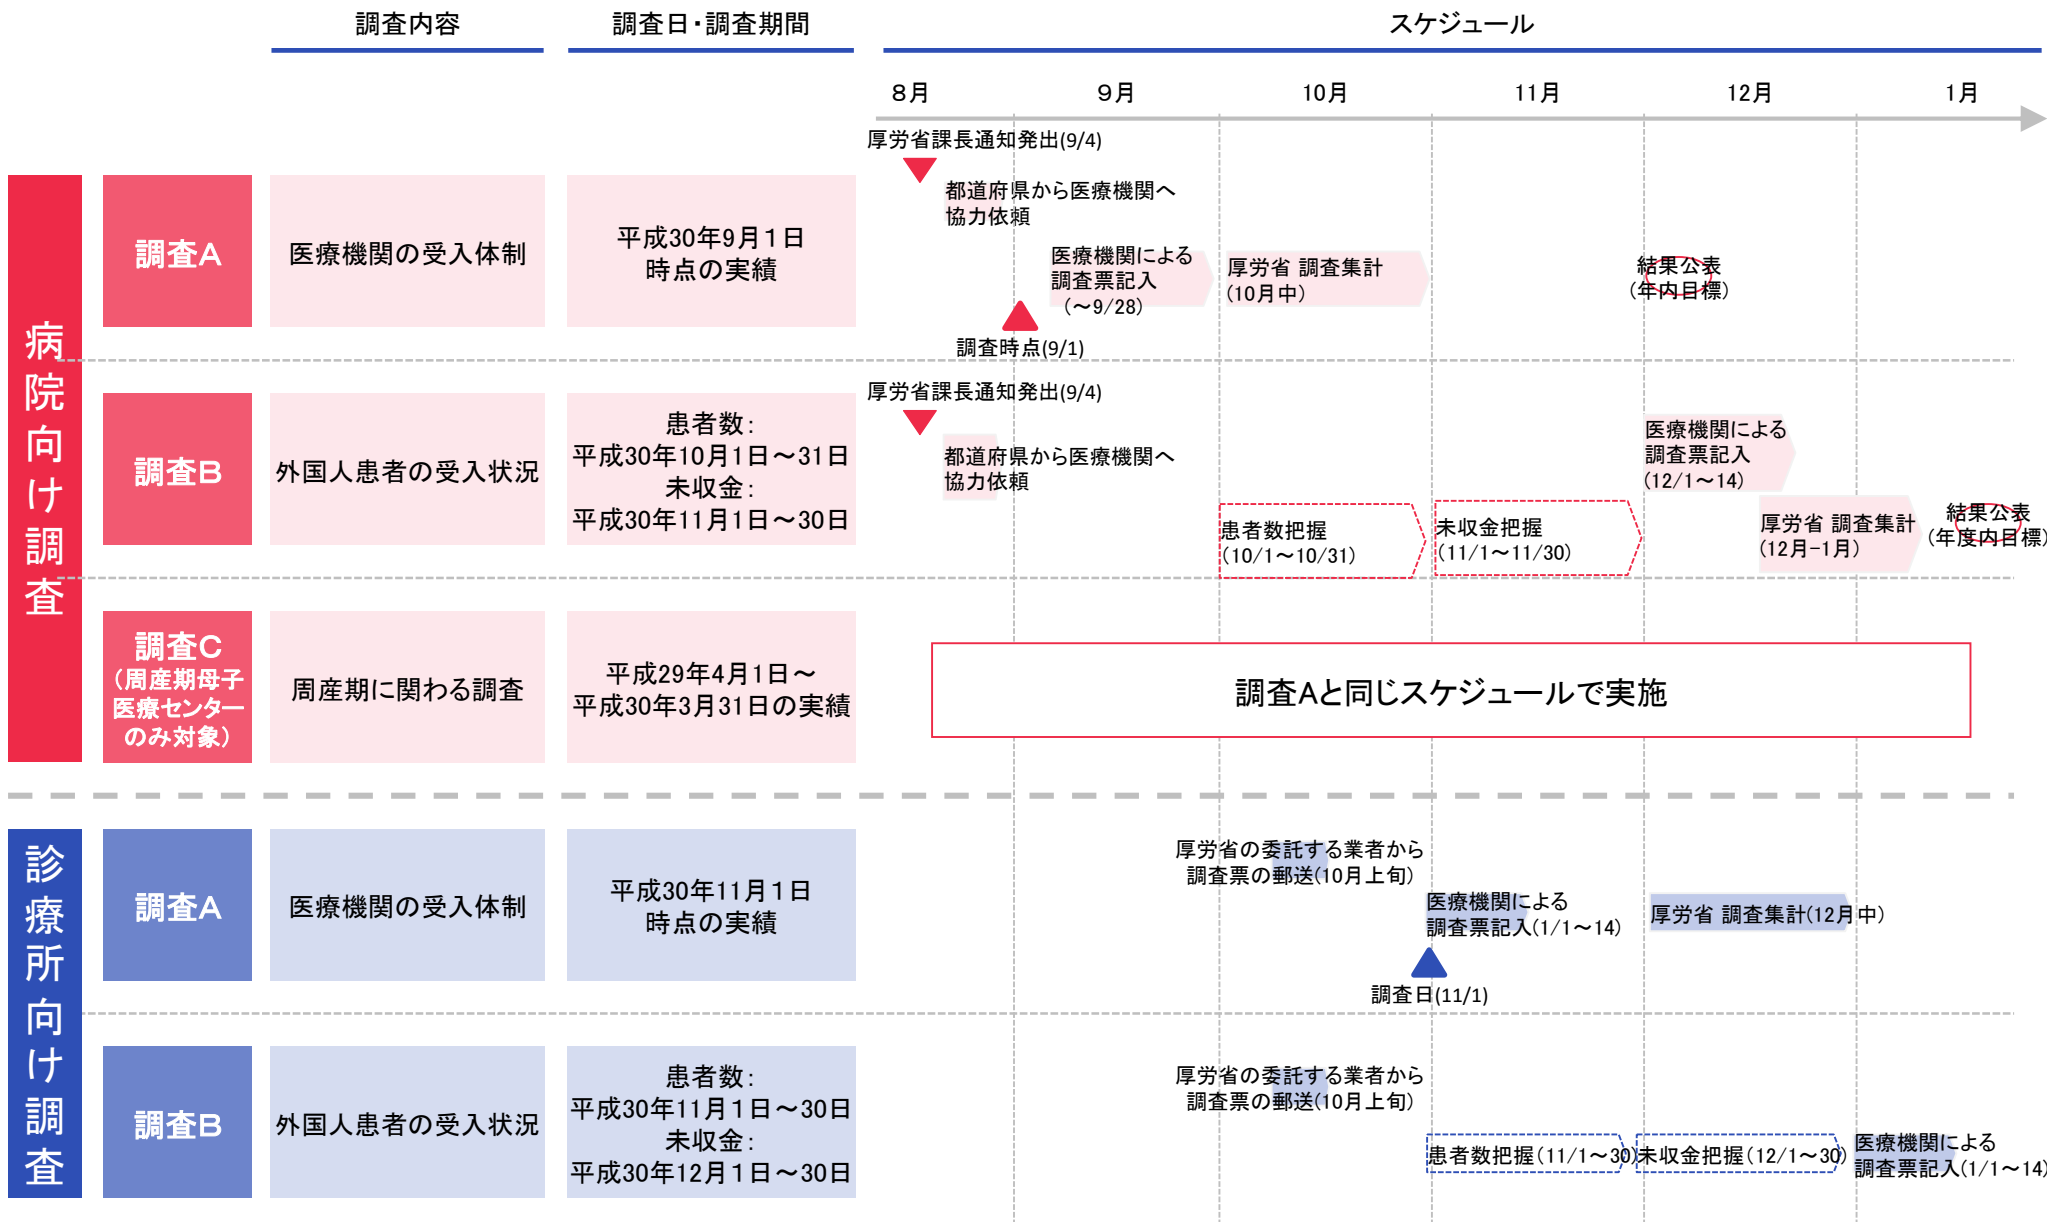 調査内容
調査日・調査期間
スケジュール
8月
9月
10月
11月
12月
1月
病院向け調査
調査A
医療機関の受入体制
平成30年9月1日
時点の実績
厚労省課長通知発出(9/4)
都道府県から医療機関へ
協力依頼
医療機関による
調査票記入
(～9/28)
調査時点(9/1)
厚労省 調査集計
(10月中)
結果公表
(年内目標)
調査B
外国人患者の受入状況
患者数:
平成30年10月1日～31日
未収金:
平成30年11月1日～30日
厚労省課長通知発出(9/4)
都道府県から医療機関へ
協力依頼
患者数把握
(10/1～10/31)
未収金把握
(11/1～11/30)
医療機関による
調査票記入
(12/1～14)
厚労省 調査集計
(12月-1月)
結果公表
(年度内目標)
調査C
(周産期母子
医療センター
のみ対象)
周産期に関わる調査
平成29年4月1日～
平成30年3月31日の実績
調査Aと同じスケジュールで実施
診療所向け調査
調査A
医療機関の受入体制
平成30年11月1日
時点の実績
厚労省の委託する業者から
調査票の郵送(10月上旬)
医療機関による
調査票記入(1/1～14)
調査日(11/1)
厚労省 調査集計(12月中)
調査B
外国人患者の受入状況
患者数:
平成30年11月1日～30日
未収金:
平成30年12月1日～30日
厚労省の委託する業者から
調査票の郵送(10月上旬)
患者数把握(11/1～30)
未収金把握(12/1～30)
医療機関による
調査票記入(1/1～14)